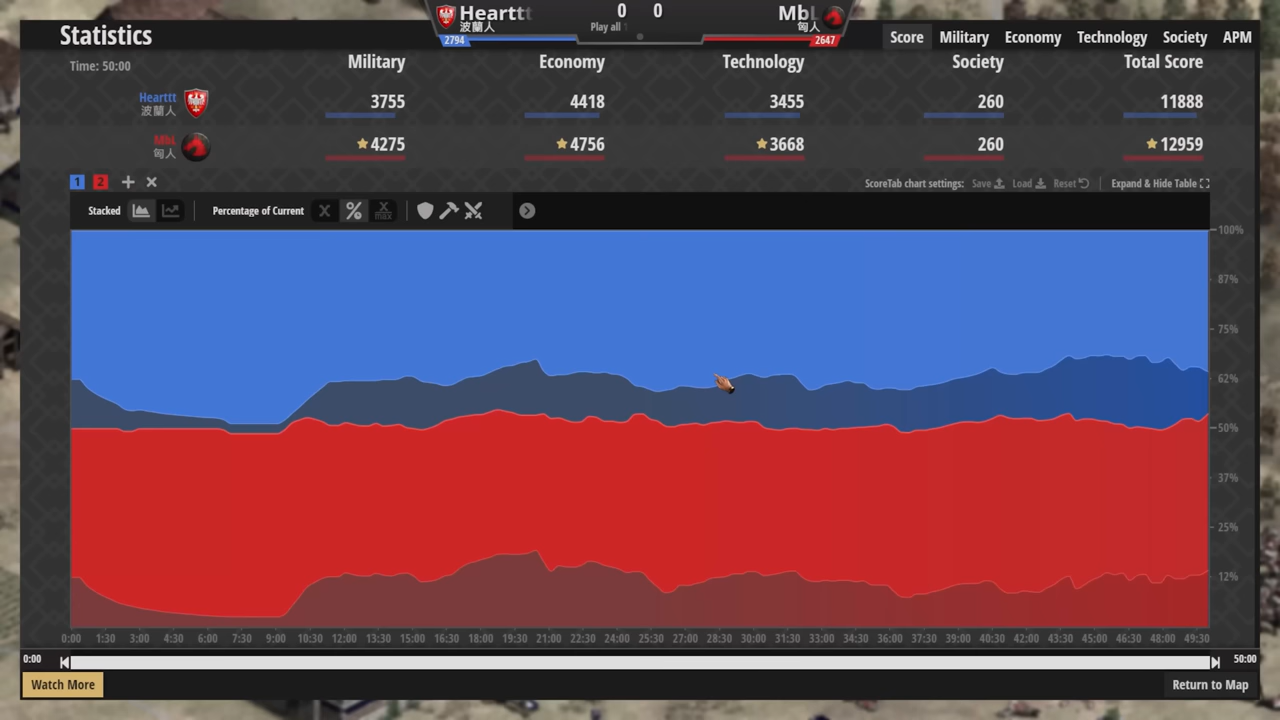 Hearttt
波蘭人
2794
0 0
Play all
MbL
匈人
2647
Statistics
Score Military Economy Technology Society APM
Time: 50:00
Military Economy Technology Society Total Score
Hearttt
波蘭人
3755 4418 3455 260 11888
MbL
匈人
4275 4756 3668 260 12959
1 2
ScoreTab chart settings: Save Load Reset Expand & Hide Table
Stacked Percentage of Current X % X/max
100%
87%
75%
62%
50%
37%
25%
12%
0:00 1:30 3:00 4:30 6:00 7:30 9:00 10:30 12:00 13:30 15:00 16:30 18:00 19:30 21:00 22:30 24:00 25:30 27:00 28:30 30:00 31:30 33:00 34:30 36:00 37:30 39:00 40:30 42:00 43:30 45:00 46:30 48:00 49:30
0:00 50:00
Watch More Return to Map